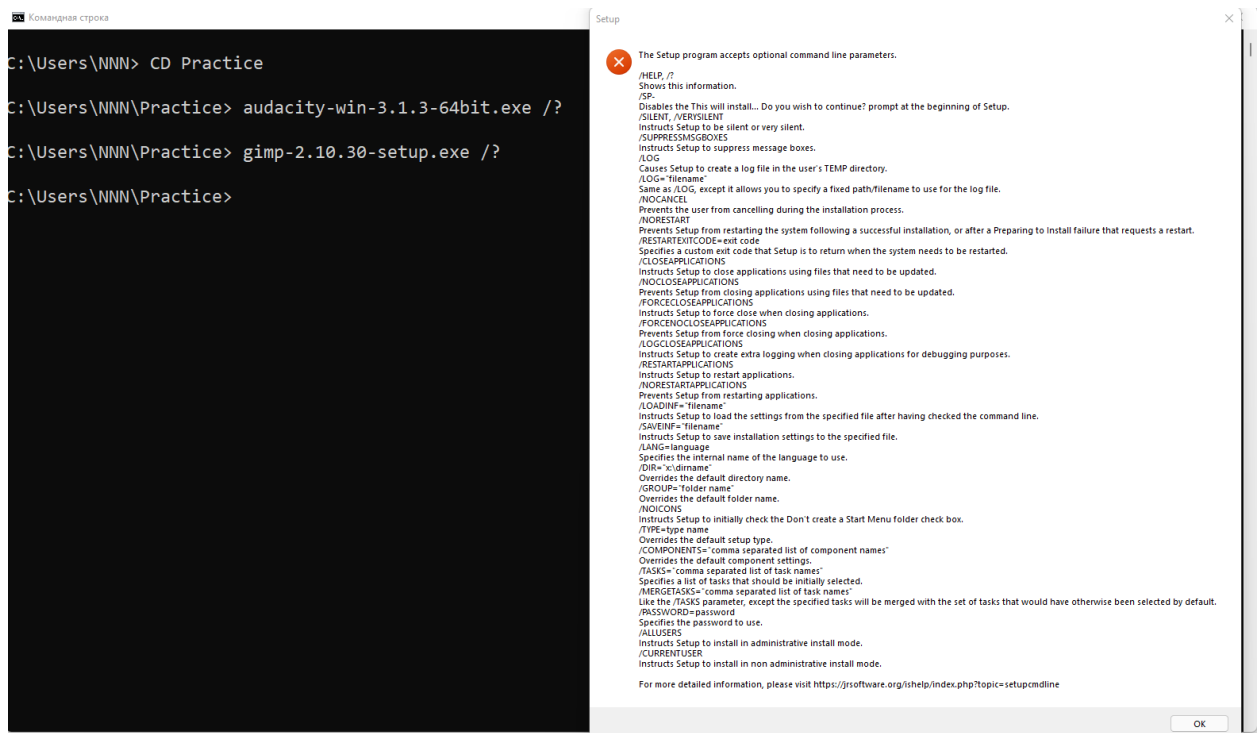 Командная строка
C:\Users\NNN> CD Practice
C:\Users\NNN\Practice> audacity-win-3.1.3-64bit.exe /?
C:\Users\NNN\Practice> gimp-2.10.30-setup.exe /?
C:\Users\NNN\Practice>
Setup
The Setup program accepts optional command line parameters.
/HELP, /?
Shows this information.
/SP-
Disables the This will install... Do you wish to continue? prompt at the beginning of Setup.
/SILENT, /VERYSILENT
Instructs Setup to be silent or very silent.
/SUPPRESSMSGBOXES
Instructs Setup to suppress message boxes.
/LOG
Causes Setup to create a log file in the user's TEMP directory.
/LOG="filename"
Same as /LOG, except it allows you to specify a fixed path/filename to use for the log file.
/NOCANCEL
Prevents the user from cancelling during the installation process.
/NORESTART
Prevents Setup from restarting the system following a successful installation, or after a Preparing to Install failure that requests a restart.
/RESTARTEXITCODE=exit code
Specifies a custom exit code that Setup is to return when the system needs to be restarted.
/CLOSEAPPLICATIONS
Instructs Setup to close applications using files that need to be updated.
/NOCLOSEAPPLICATIONS
Prevents Setup from closing applications using files that need to be updated.
/FORCECLOSEAPPLICATIONS
Instructs Setup to force close when closing applications.
/FORCENOCLOSEAPPLICATIONS
Prevents Setup from force closing when closing applications.
/LOGCLOSEAPPLICATIONS
Instructs Setup to create extra logging when closing applications for debugging purposes.
/RESTARTAPPLICATIONS
Instructs Setup to restart applications.
/NORESTARTAPPLICATIONS
Prevents Setup from restarting applications.
/LOADINF="filename"
Instructs Setup to load the settings from the specified file after having checked the command line.
/SAVEINF="filename"
Instructs Setup to save installation settings to the specified file.
/LANG=language
Specifies the internal name of the language to use.
/DIR="x:\dirname"
Overrides the default directory name.
/GROUP="folder name"
Overrides the default folder name.
/NOICONS
Instructs Setup to initially check the Don't create a Start Menu folder check box.
/TYPE=type name
Overrides the default setup type.
/COMPONENTS="comma separated list of component names"
Overrides the default component settings.
/TASKS="comma separated list of task names"
Specifies a list of tasks that should be initially selected.
/MERGETASKS="comma separated list of task names"
Like the /TASKS parameter, except the specified tasks will be merged with the set of tasks that would have otherwise been selected by default.
/PASSWORD=password
Specifies the password to use.
/ALLUSERS
Instructs Setup to install in administrative install mode.
/CURRENTUSER
Instructs Setup to install in non administrative install mode.
For more detailed information, please visit https://jrsoftware.org/ishelp/index.php?topic=setupcmdline
OK